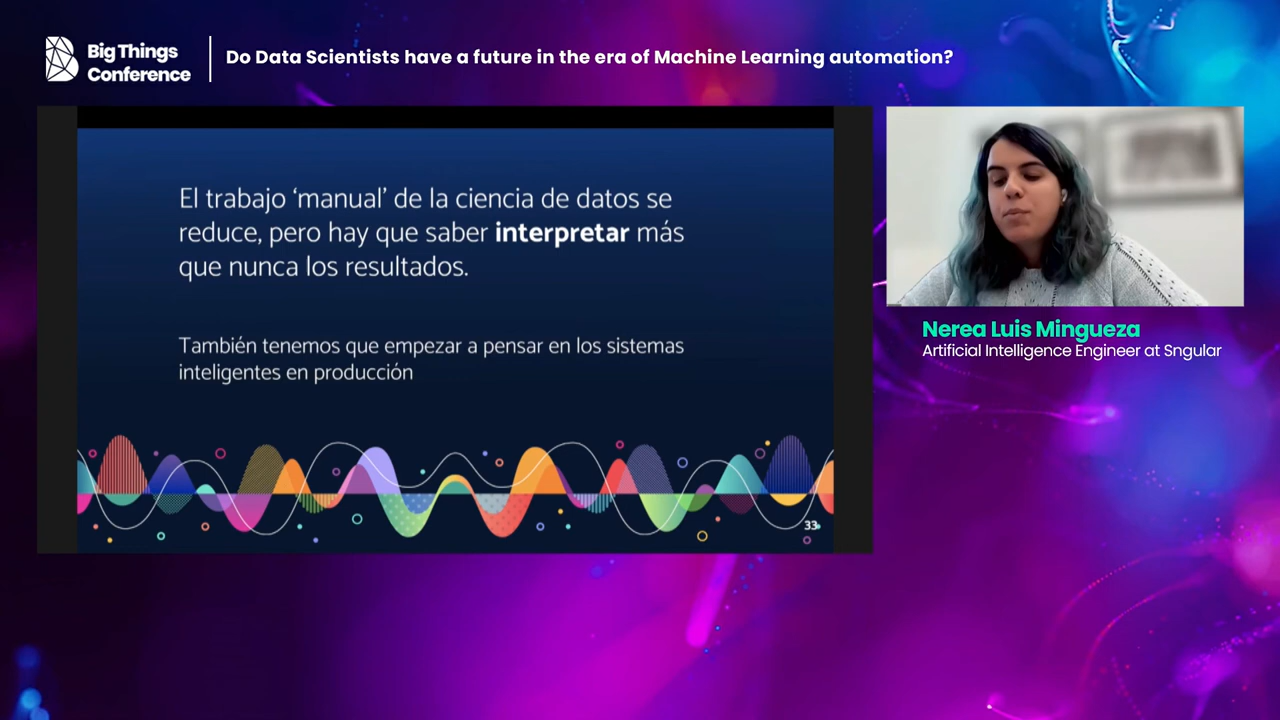 Big Things
Conference
Do Data Scientists have a future in the era of Machine Learning automation?
El trabajo ‘manual’ de la ciencia de datos se
reduce, pero hay que saber interpretar más
que nunca los resultados.
También tenemos que empezar a pensar en los sistemas
inteligentes en producción
33
Nerea Luis Mingueza
Artificial Intelligence Engineer at Sngular